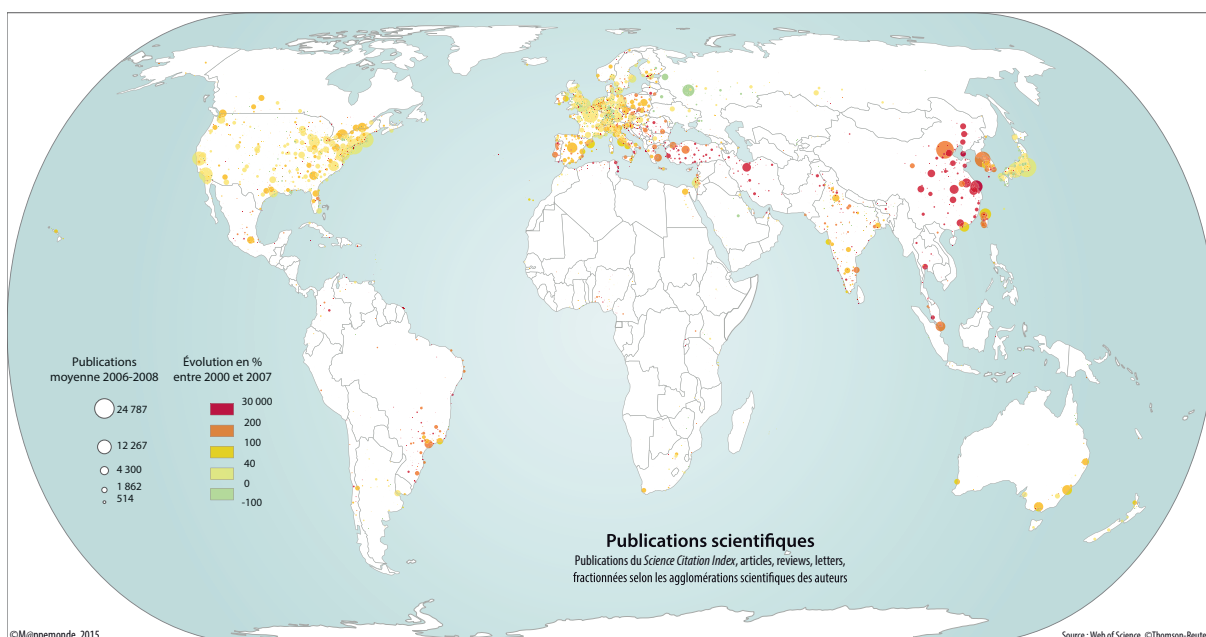 Publications
moyenne 2006-2008
24 787
12 267
4 300
1 862
514
Évolution en %
entre 2000 et 2007
30 000
200
100
40
0
-100
Publications scientifiques
Publications du Science Citation Index, articles, reviews, letters,
fractionnées selon les agglomérations scientifiques des auteurs
©M@ppemonde, 2015
Source : Web of Science, ©Thomson-Reute